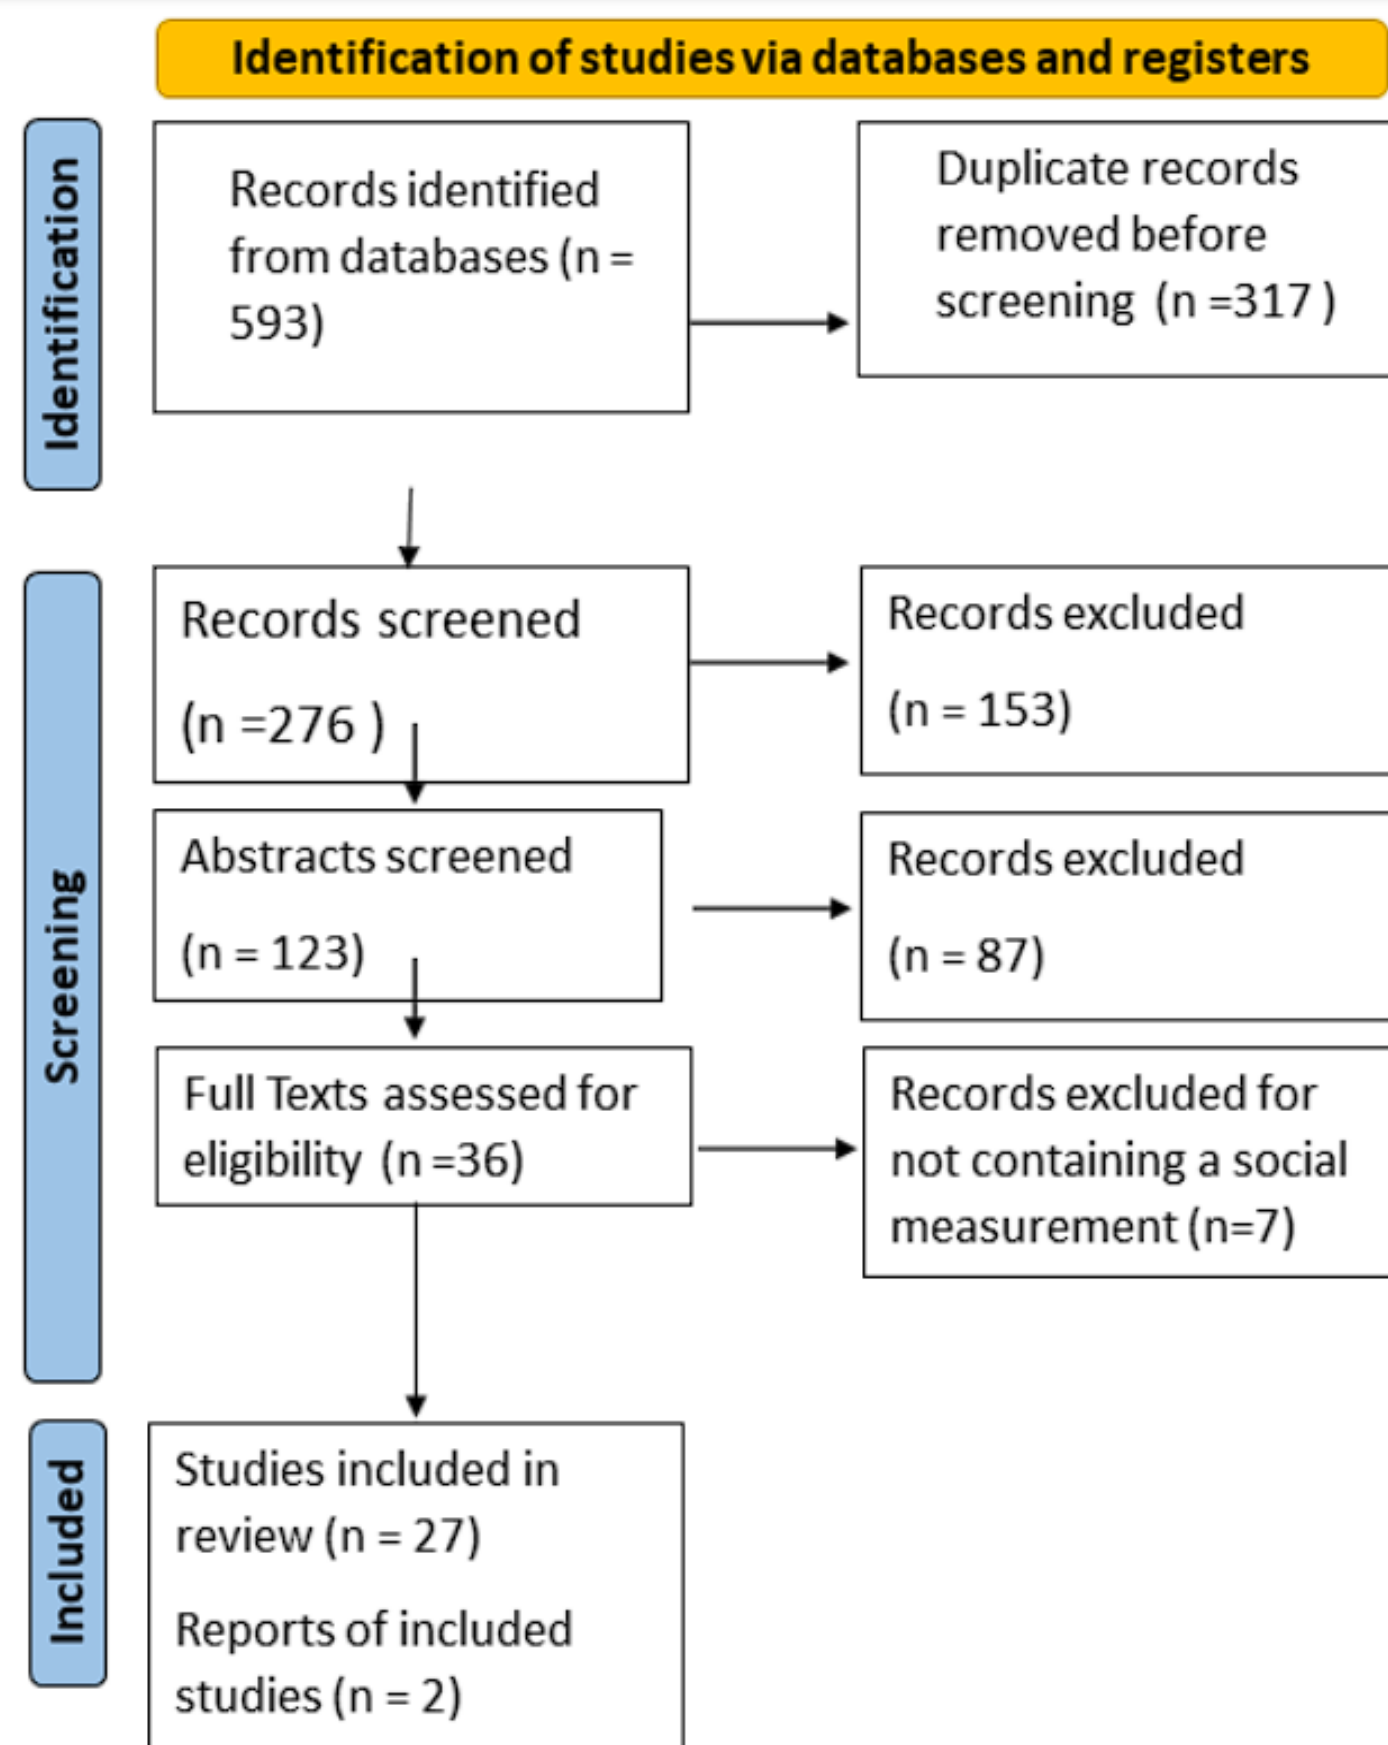 Identification of studies via databases and registers
Identification
Records identified
from databases (n =
593)
Duplicate records
removed before
screening (n =317 )
Screening
Records screened
(n =276 )
Records excluded
(n = 153)
Abstracts screened
(n = 123)
Records excluded
(n = 87)
Full Texts assessed for
eligibility (n =36)
Records excluded for
not containing a social
measurement (n=7)
Included
Studies included in
review (n = 27)
Reports of included
studies (n = 2)